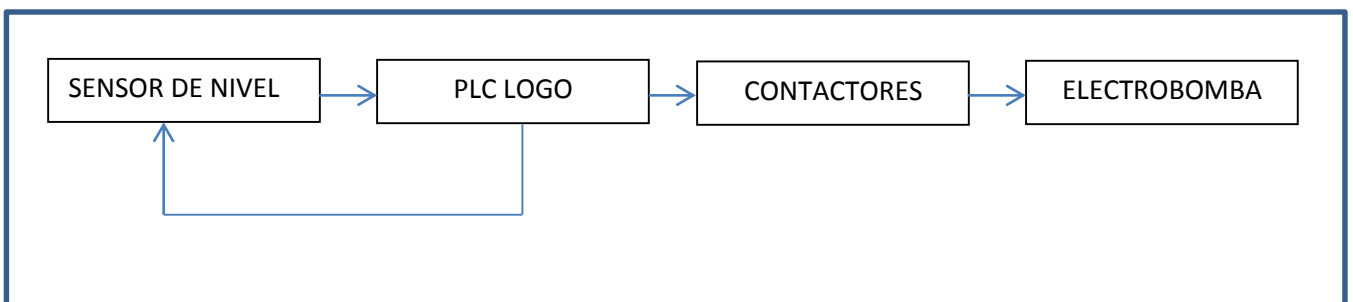 SENSOR DE NIVEL
PLC LOGO
CONTACTORES
ELECTROBOMBA